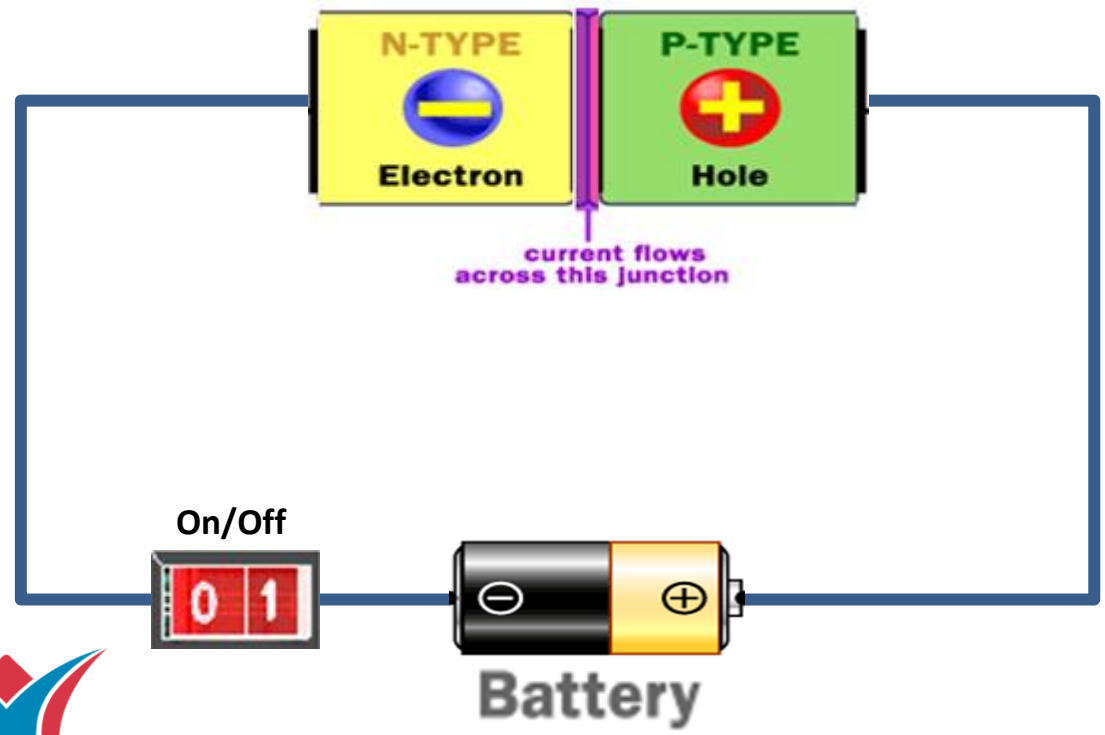 N-TYPE
P-TYPE
Electron
Hole
current flows
across this junction
On/Off
0 1
Battery